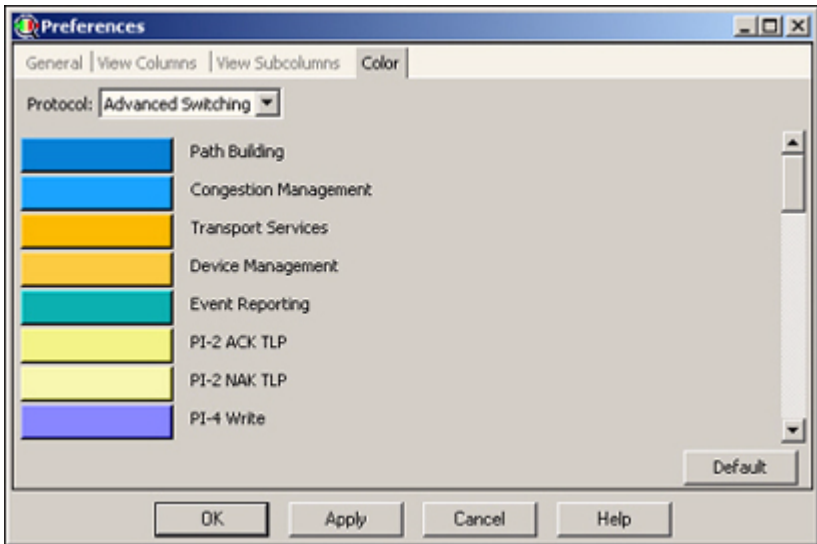 Preferences
General View Columns View Subcolumns Color
Protocol: Advanced Switching
Path Building
Congestion Management
Transport Services
Device Management
Event Reporting
PI-2 ACK TLP
PI-2 NAK TLP
PI-4 Write
Default
OK Apply Cancel Help